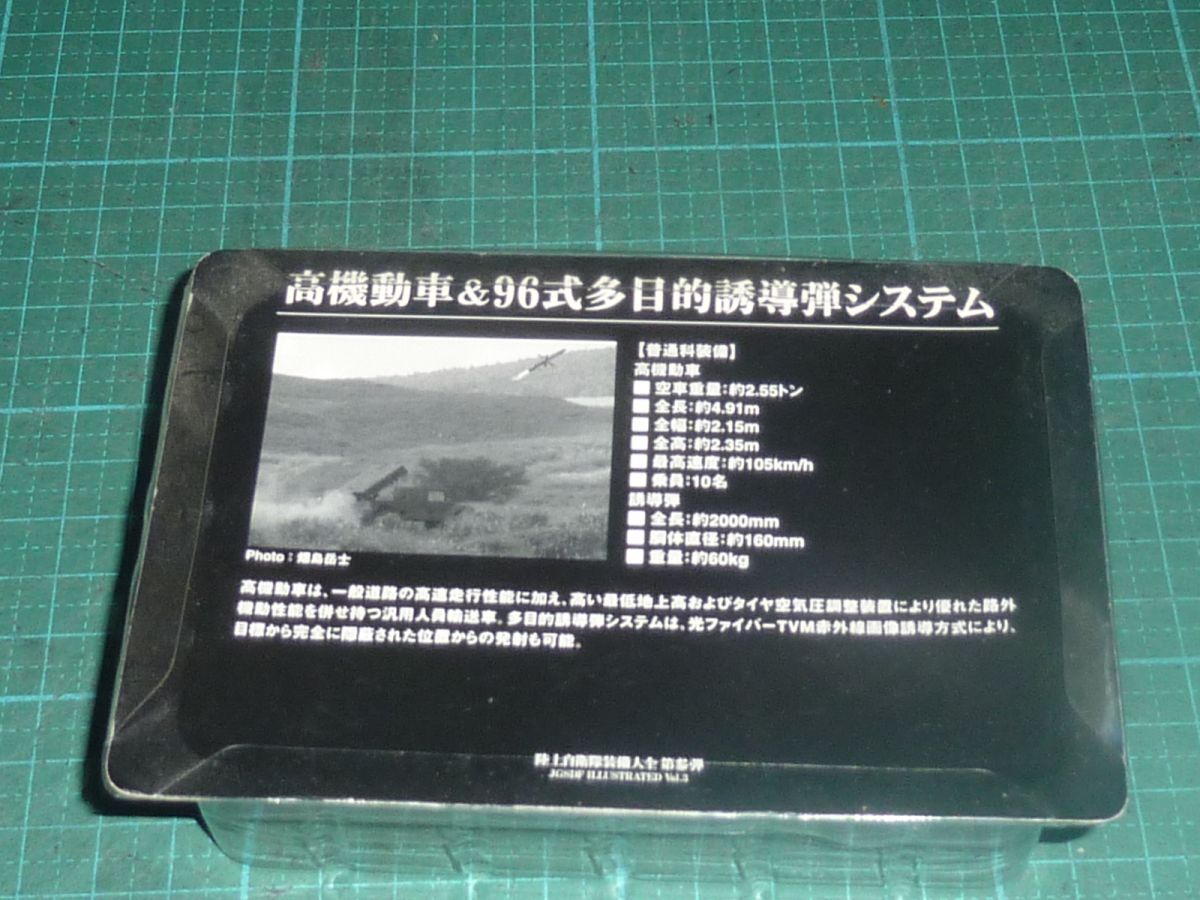 高機動車&96式多目的誘導弾システム
【普通科装備】
高機動車
■ 空車重量:約2.55トン
■ 全長:約4.91m
■ 全幅:約2.15m
■ 全高:約2.35m
■ 最高速度:約105km/h
■ 乗員:10名
誘導弾
■ 全長:約2000mm
■ 胴体直径:約160mm
■ 重量:約60kg
Photo:畑島岳士
高機動車は、一般道路の高速走行性能に加え、高い最低地上高およびタイヤ空気圧調整装置により優れた路外
機動性能を併せ持つ汎用人員輸送車。多目的誘導弾システムは、光ファイバーTVM赤外線画像誘導方式により、
目標から完全に隠蔽された位置からの発射も可能。
陸上自衛隊装備大全 第参弾
JGSDF ILLUSTRATED Vol.3